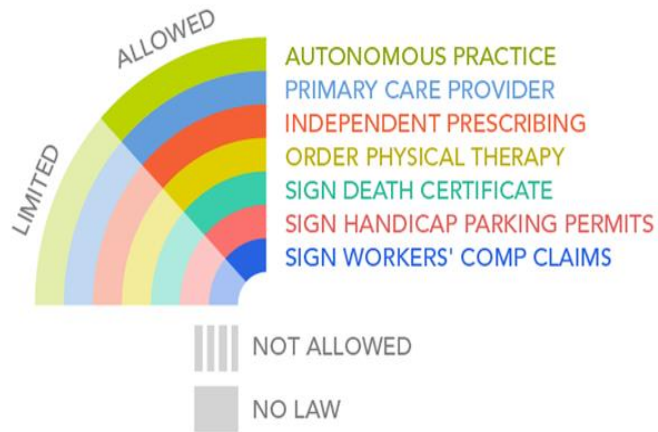 ALLOWED
LIMITED
AUTONOMOUS PRACTICE
PRIMARY CARE PROVIDER
INDEPENDENT PRESCRIBING
ORDER PHYSICAL THERAPY
SIGN DEATH CERTIFICATE
SIGN HANDICAP PARKING PERMITS
SIGN WORKERS' COMP CLAIMS
NOT ALLOWED
NO LAW